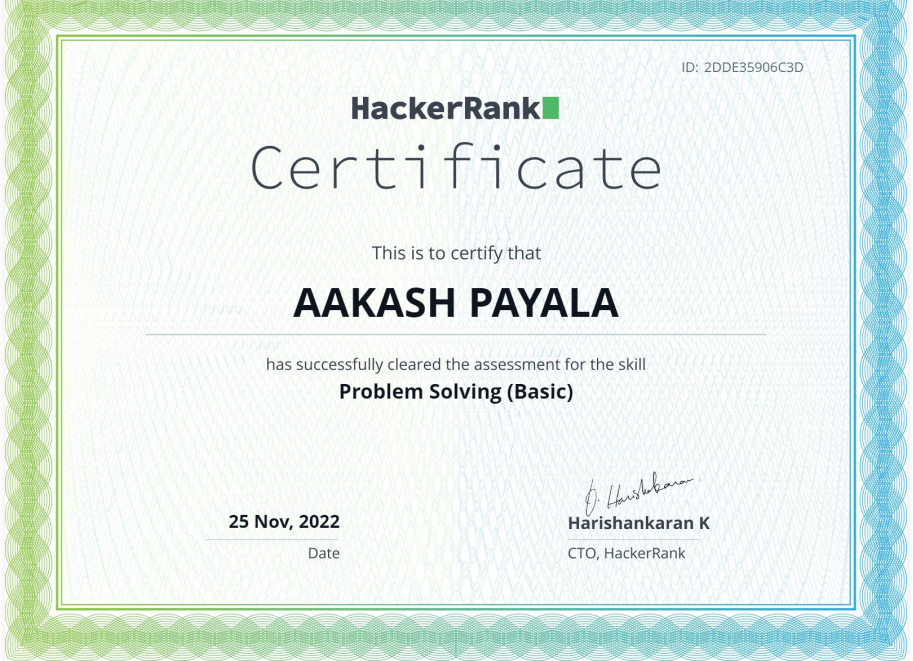 ID: 2DDE35906C3D
HackerRank
Certificate
This is to certify that
AAKASH PAYALA
has successfully cleared the assessment for the skill
Problem Solving (Basic)
D. Harishankaran
25 Nov, 2022
Harishankaran K
Date
CTO, HackerRank